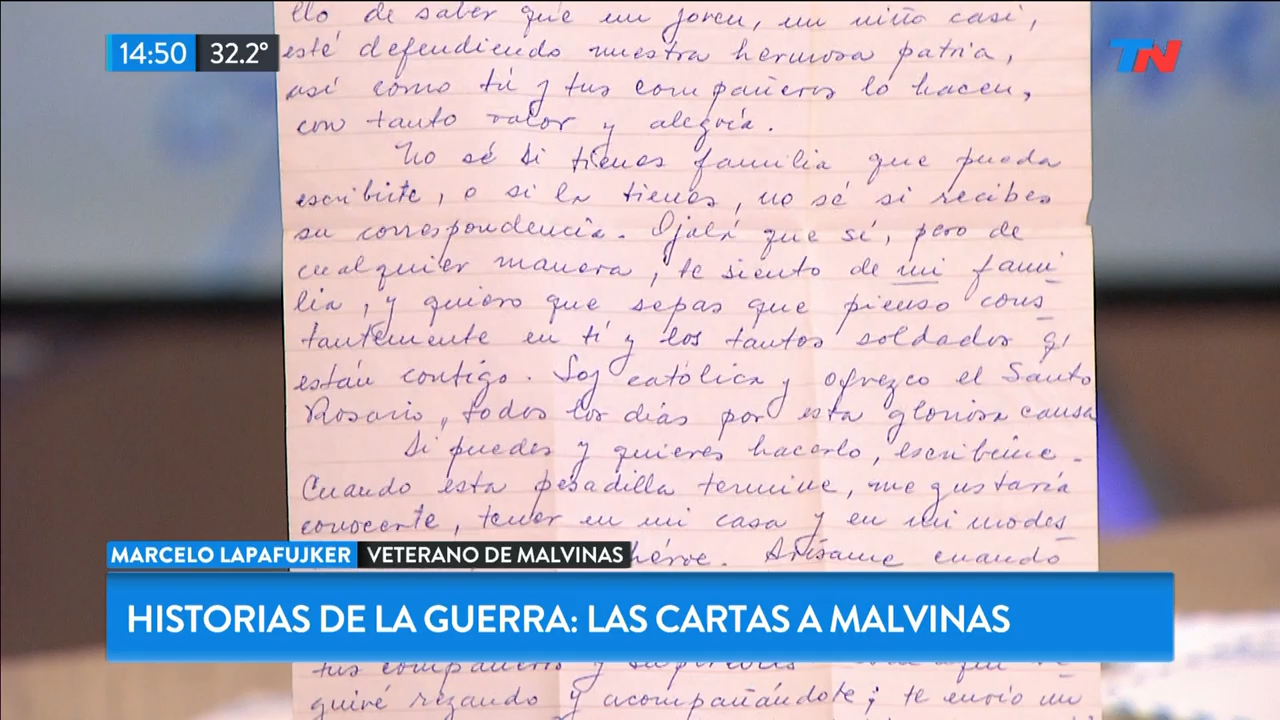 llo de saber que un joven, un niño casi,
esté defendiendo nuestra hermosa patria,
así como tú y tus compañeros lo hacen,
con tanto valor y alegría.
No sé si tienes familia que pueda
escribirte, o si la tienes, no sé si recibes
su correspondencia. Ojalá que sí, pero de
cualquier manera, te siento de mi fami
lia, y quiero que sepas que pienso cons
tantemente en tí y los tantos soldados q'
están contigo. Soy católica y ofrezco el Santo
Rosario, todos los días por esta gloriosa causa
Si puedes y quieres hacerlo, escribeme.
Cuando esta pesadilla termine, me gustaría
conocerte, tener en mi casa y en mi modes
héroe. Avísame cuando
tus compañeros y superiores
guiré rezando y acompañándote; te envío un
14:50 32.2°
TN
MARCELO LAPAFUJKER VETERANO DE MALVINAS
HISTORIAS DE LA GUERRA: LAS CARTAS A MALVINAS